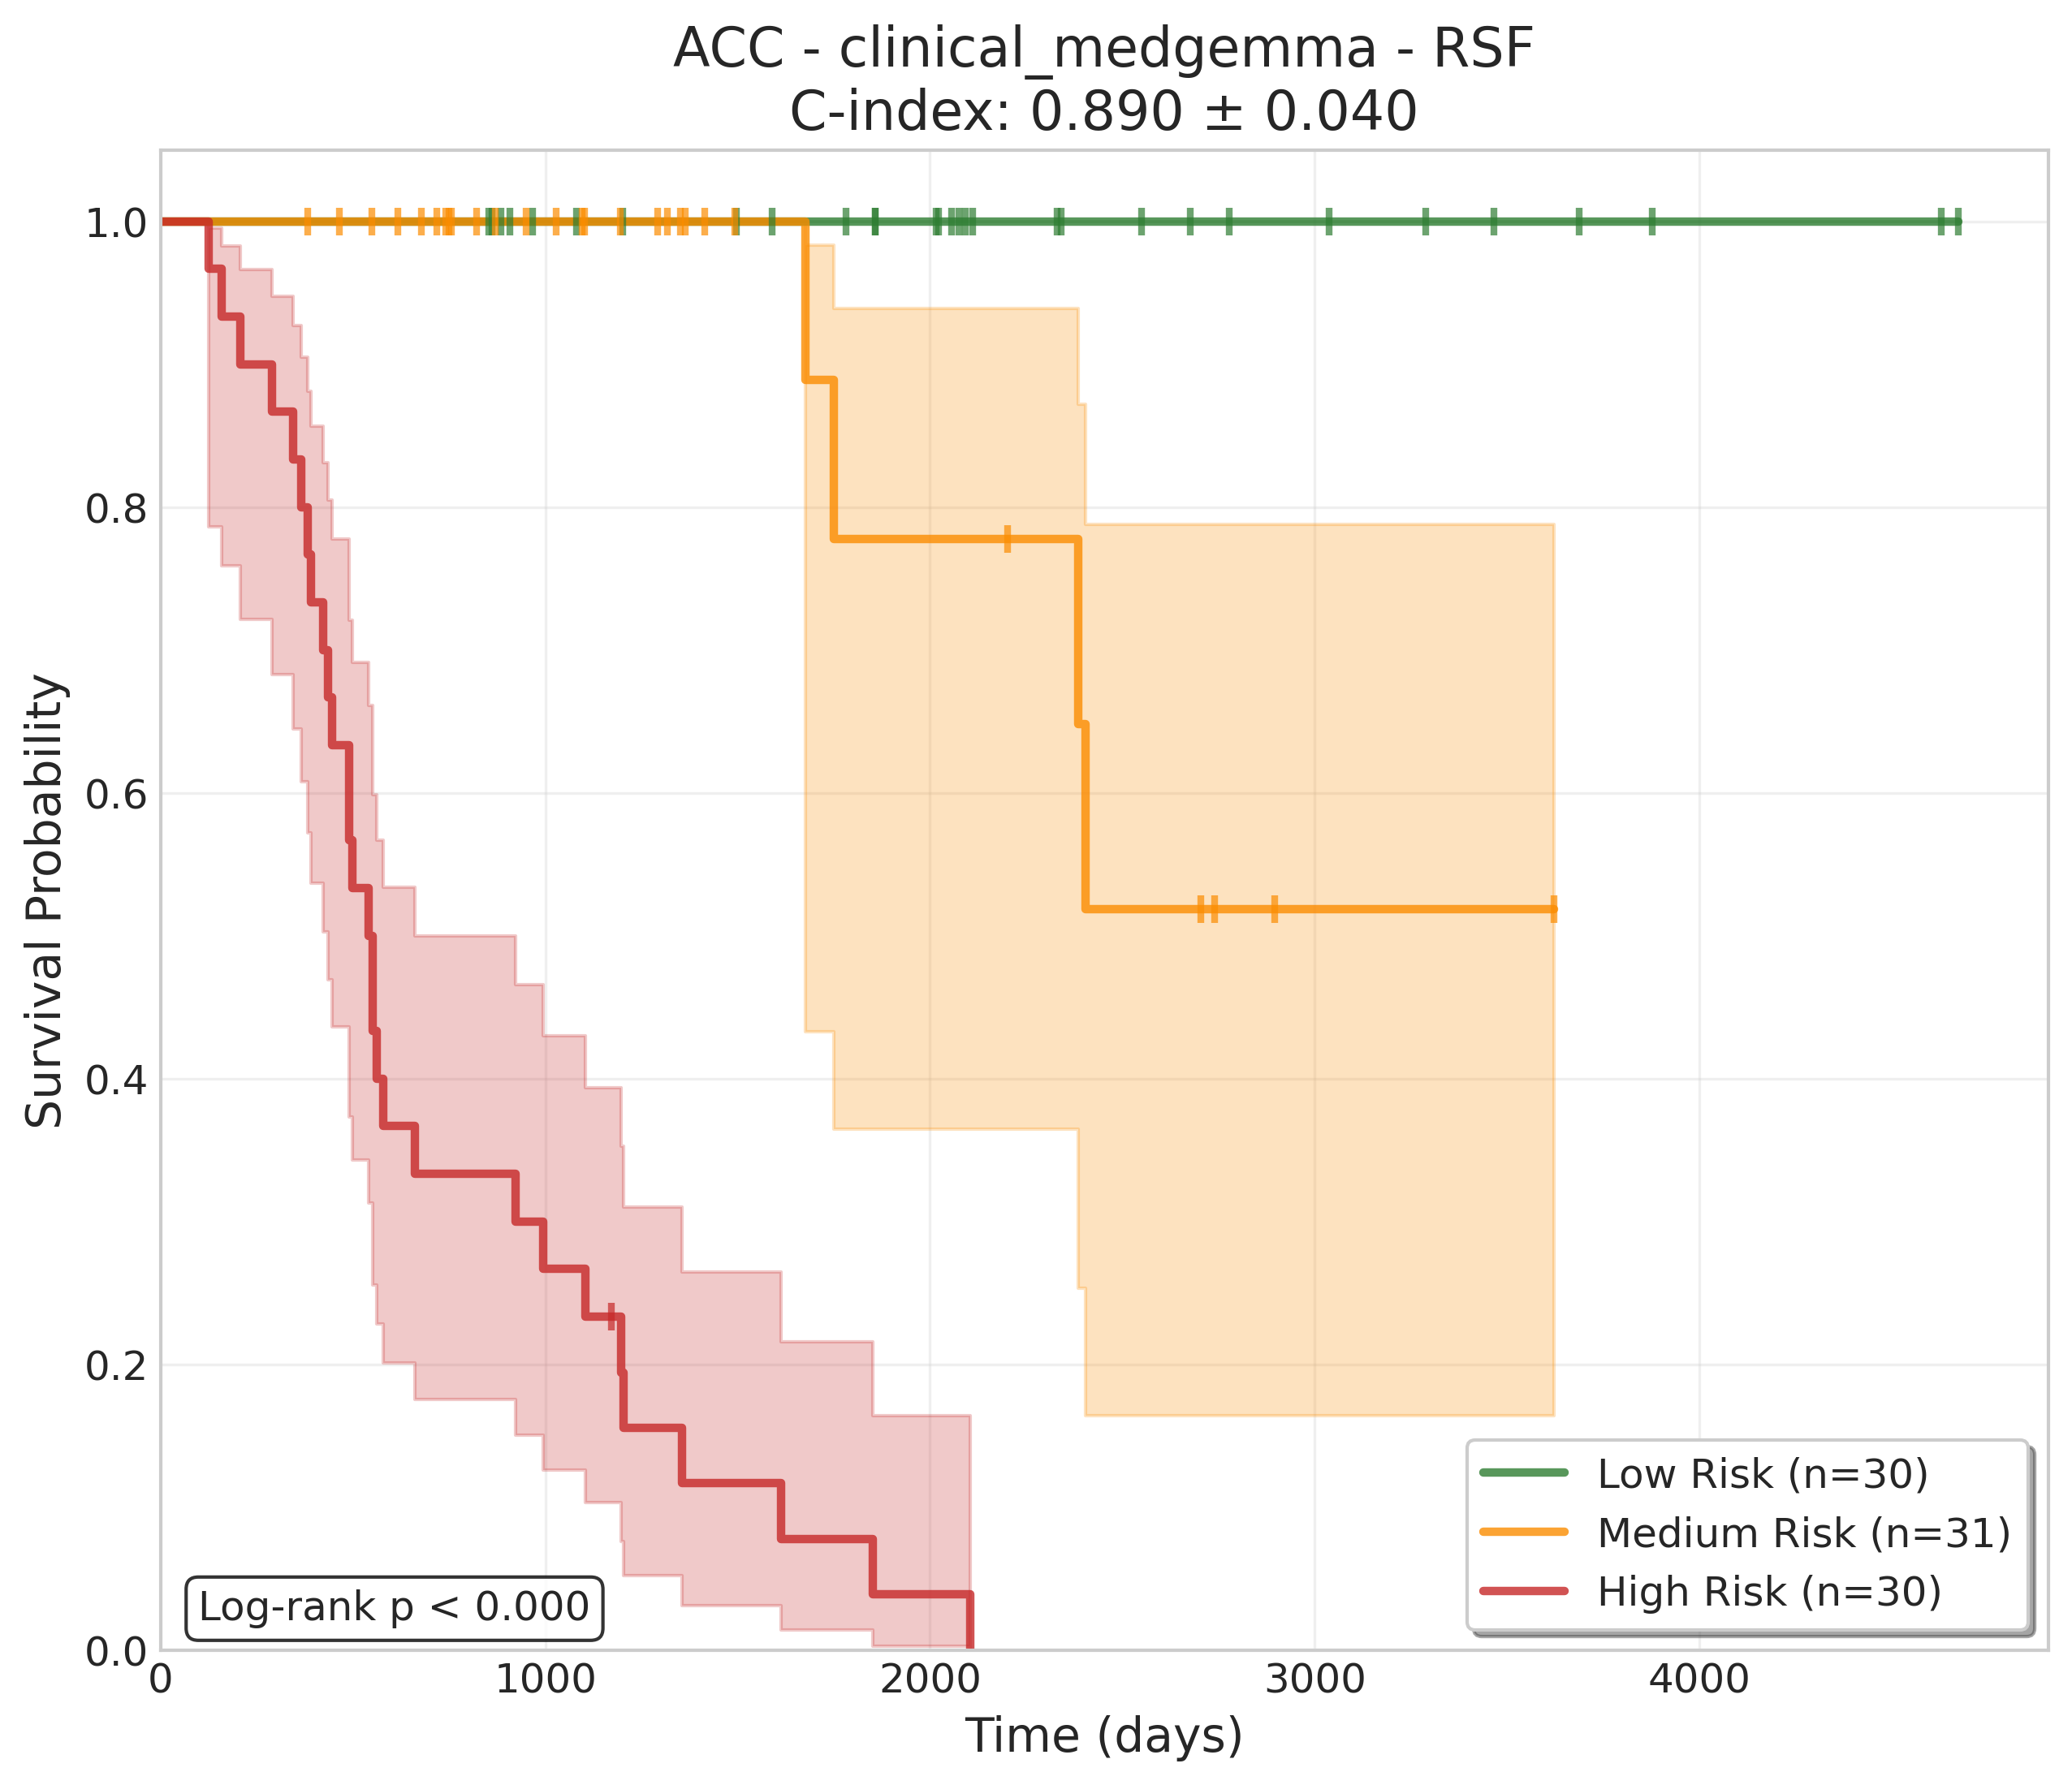 ACC - clinical_medgemma - RSF
C-index: 0.890 ± 0.040
Survival Probability
1.0
0.8
0.6
0.4
0.2
0.0
Log-rank p < 0.000
Low Risk (n=30)
Medium Risk (n=31)
High Risk (n=30)
0 1000 2000 3000 4000
Time (days)